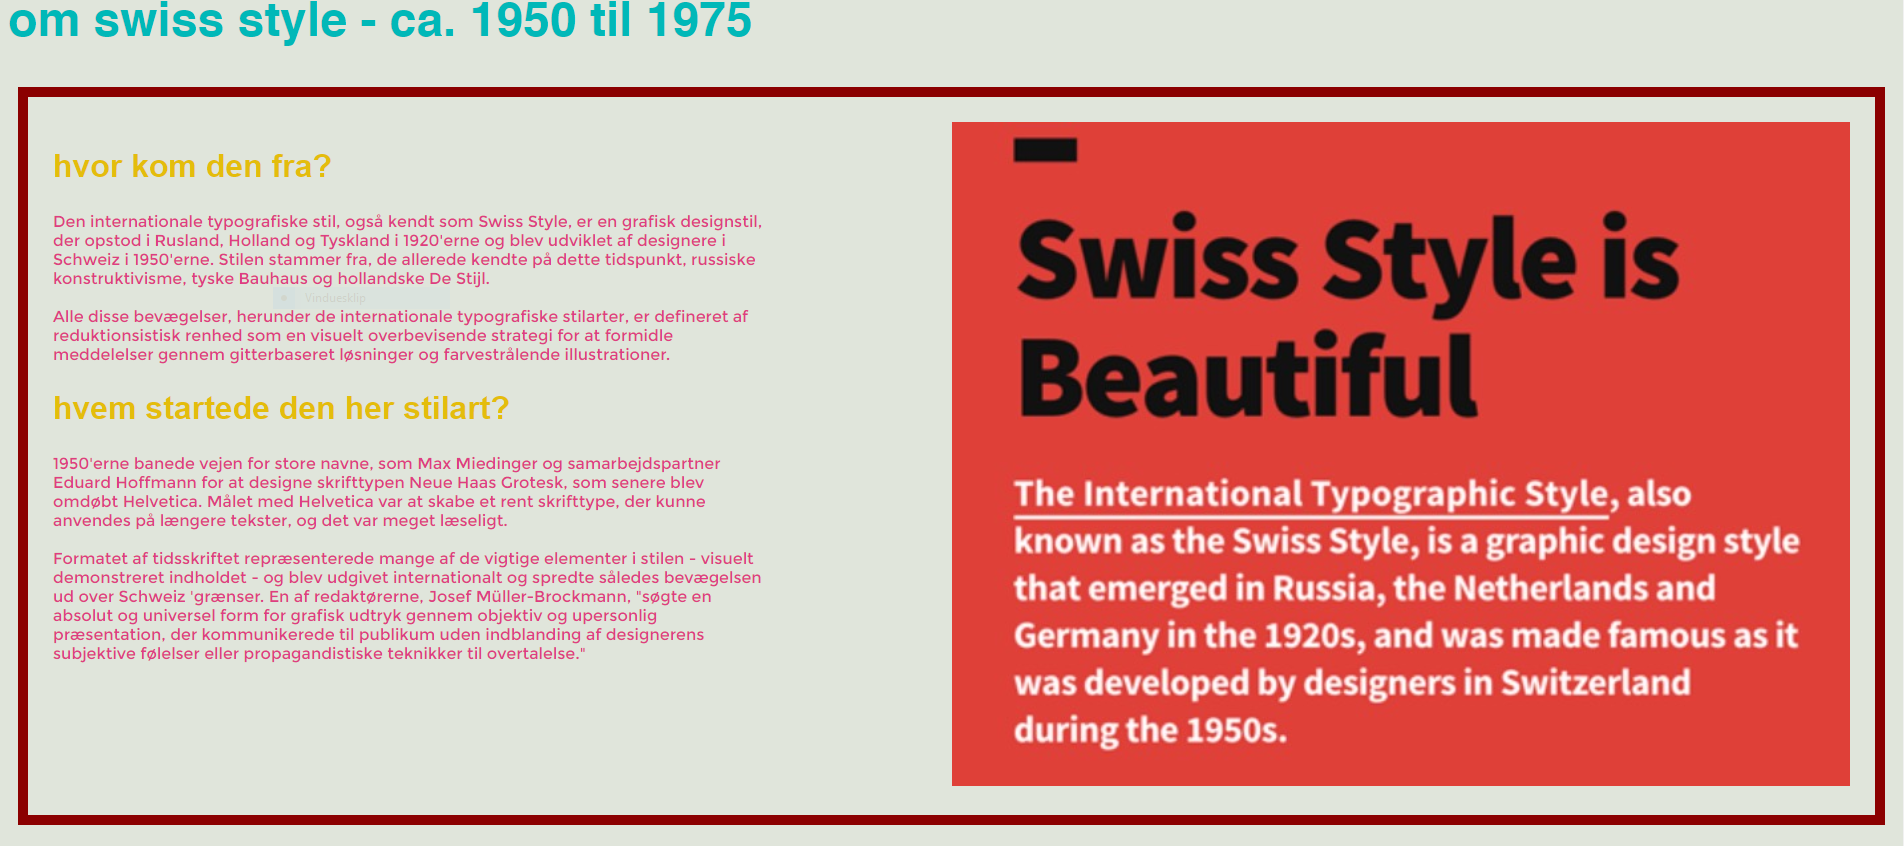 om swiss style - ca. 1950 til 1975
hvor kom den fra?
Den internationale typografiske stil, også kendt som Swiss Style, er en grafisk designstil,
der opstod i Rusland, Holland og Tyskland i 1920'erne og blev udviklet af designere i
Schweiz i 1950'erne. Stilen stammer fra, de allerede kendte på dette tidspunkt, russiske
konstruktivisme, tyske Bauhaus og hollandske De Stijl.
Vinduesklip
Alle disse bevægelser, herunder de internationale typografiske stilarter, er defineret af
reduktionsistisk renhed som en visuelt overbevisende strategi for at formidle
meddelelser gennem gitterbaseret løsninger og farvestrålende illustrationer.
hvem startede den her stilart?
1950'erne banede vejen for store navne, som Max Miedinger og samarbejdspartner
Eduard Hoffmann for at designe skrifttypen Neue Haas Grotesk, som senere blev
omdøbt Helvetica. Målet med Helvetica var at skabe et rent skrifttype, der kunne
anvendes på længere tekster, og det var meget læseligt.
Formatet af tidsskriftet repræsenterede mange af de vigtige elementer i stilen - visuelt
demonstreret indholdet - og blev udgivet internationalt og spredte således bevægelsen
ud over Schweiz 'grænser. En af redaktørerne, Josef Müller-Brockmann, "søgte en
absolut og universel form for grafisk udtryk gennem objektiv og upersonlig
præsentation, der kommunikerede til publikum uden indblanding af designerens
subjektive følelser eller propagandistiske teknikker til overtalelse."
Swiss Style is
Beautiful
The International Typographic Style, also
known as the Swiss Style, is a graphic design style
that emerged in Russia, the Netherlands and
Germany in the 1920s, and was made famous as it
was developed by designers in Switzerland
during the 1950s.